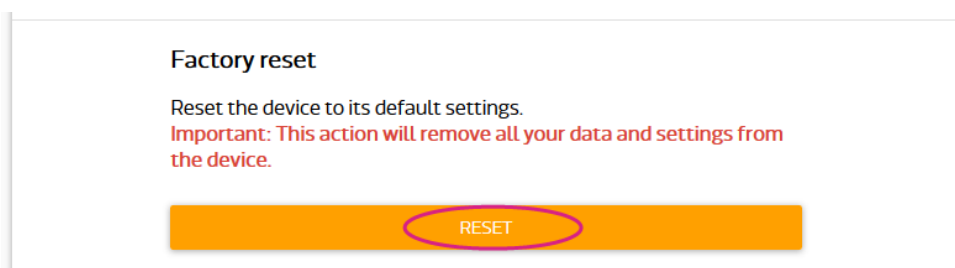 Factory reset
Reset the device to its default settings.
Important: This action will remove all your data and settings from
the device.
RESET